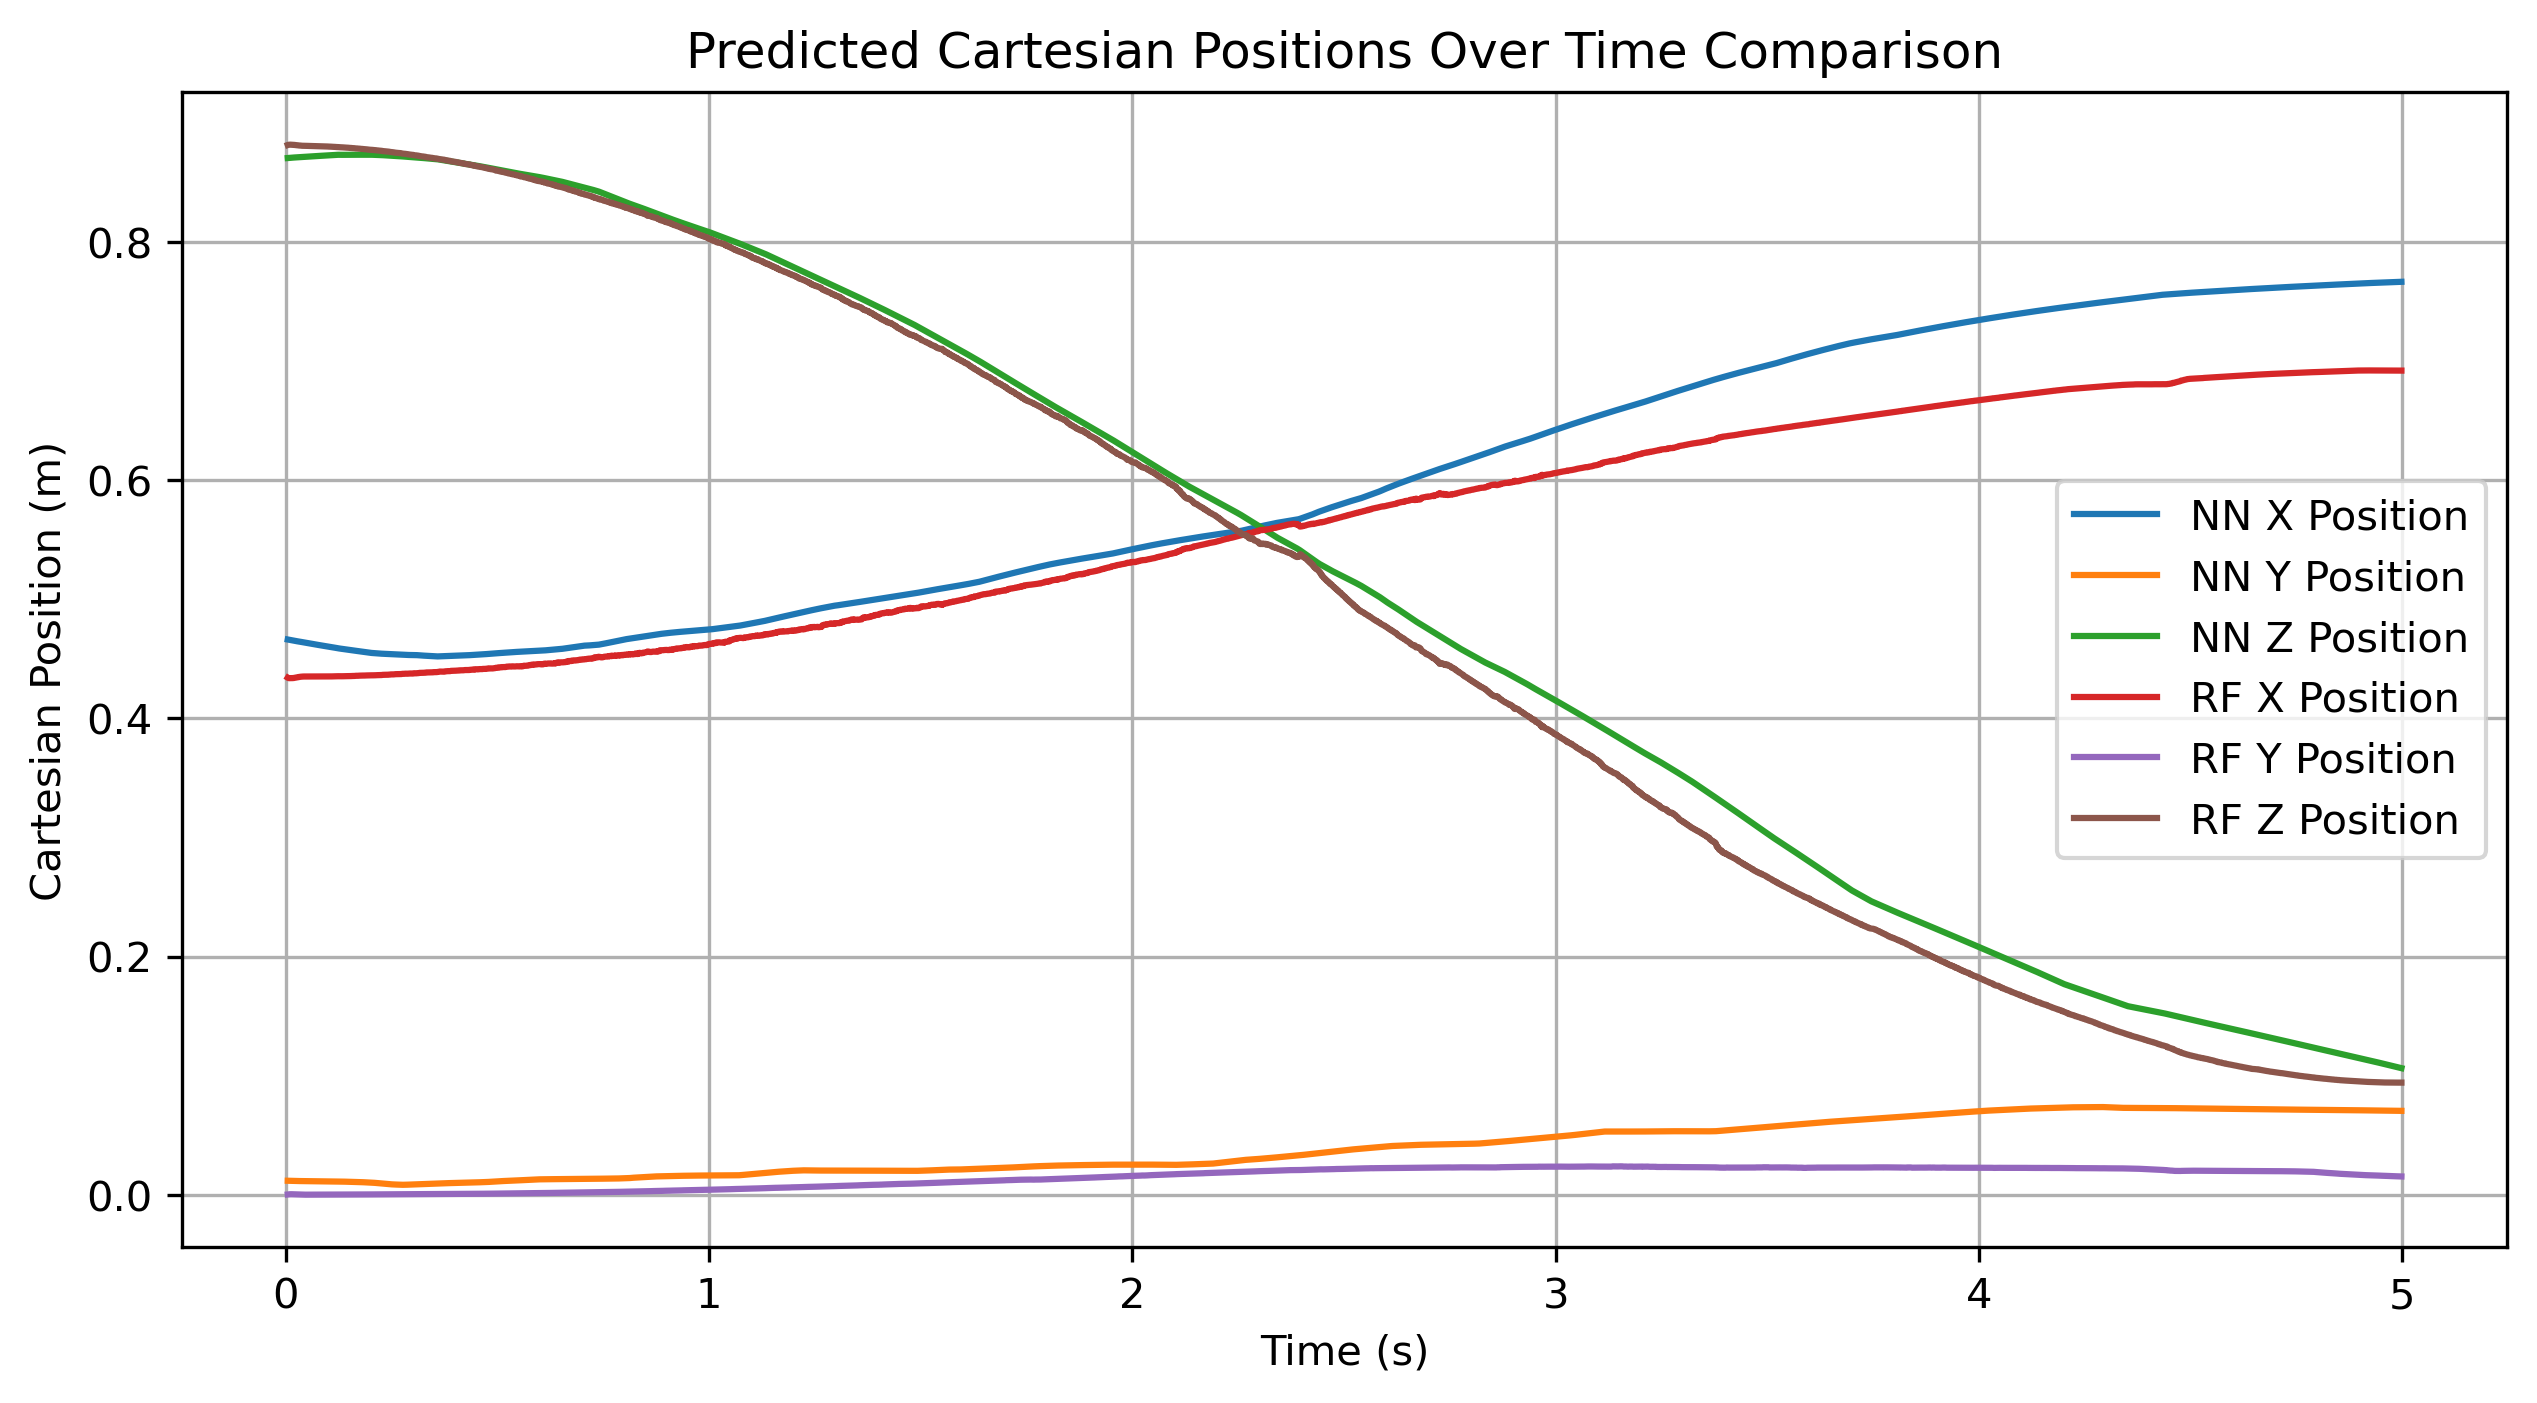 Predicted Cartesian Positions Over Time Comparison
Cartesian Position (m)
0.8
0.6
0.4
0.2
0.0
NN X Position
NN Y Position
NN Z Position
RF X Position
RF Y Position
RF Z Position
0 1 2 3 4 5
Time (s)